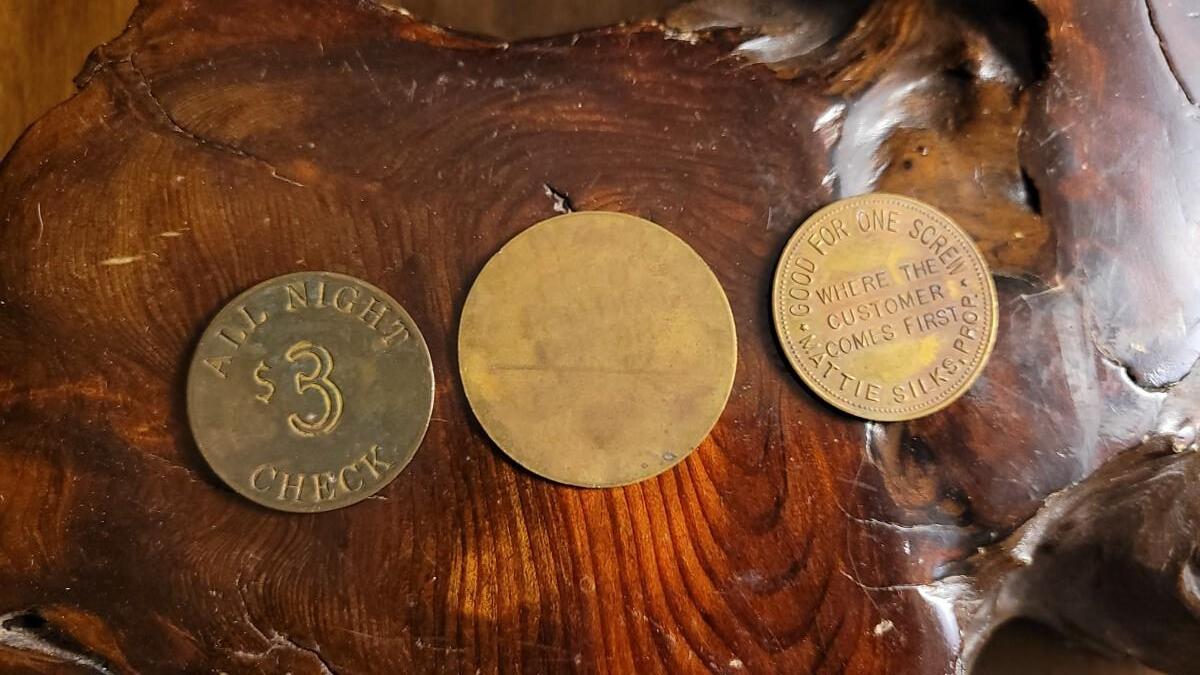 ALL NIGHT
$3
CHECK
GOOD FOR ONE SCREW
WHERE THE
CUSTOMER
COMES FIRST
MATTIE SILKS, PROP.